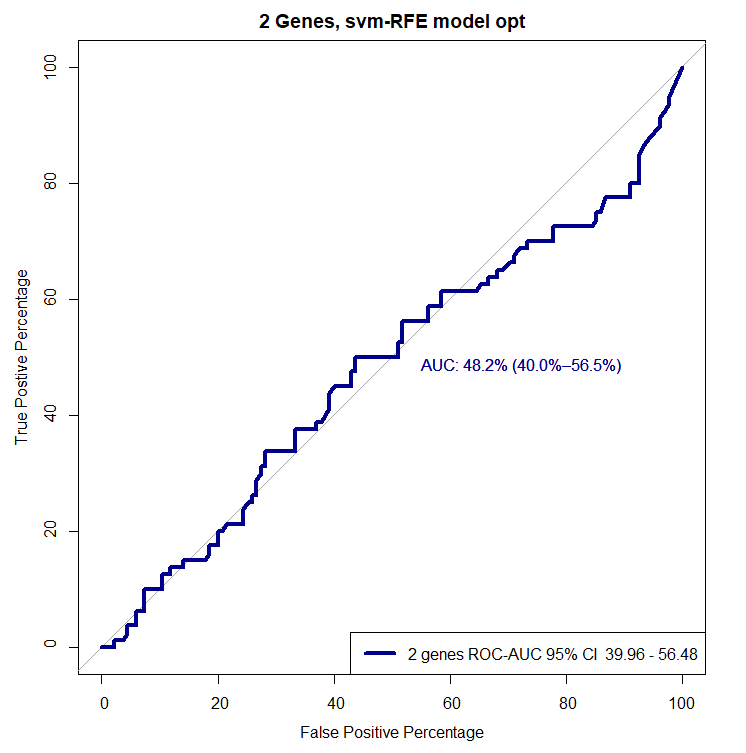 2 Genes, svm-RFE model opt
100
80
60
40
20
0
True Postive Percentage
AUC: 48.2% (40.0%–56.5%)
2 genes ROC-AUC 95% CI 39.96 - 56.48
0 20 40 60 80 100
False Positive Percentage